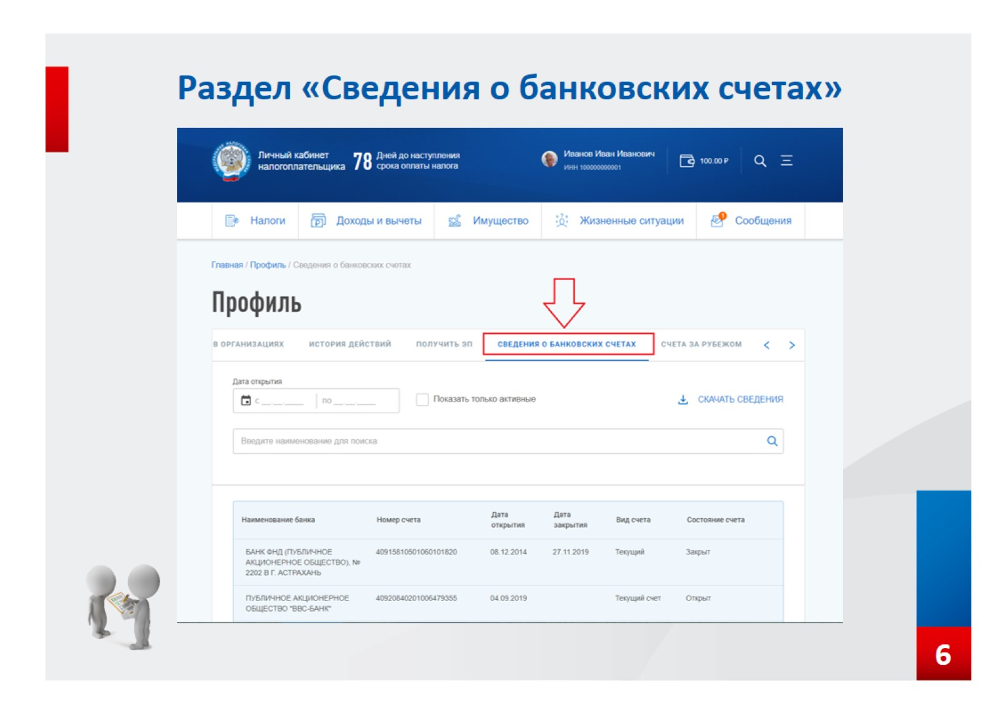 Раздел «Сведения о банковских счетах»
Личный кабинет
налогоплательщика
78
Дней до наступления
срока оплаты налога
Иванов Иван Иванович
ИНН 100000000001
100.00 ₽
Налоги
Доходы и вычеты
Имущество
Жизненные ситуации
1
Сообщения
Главная / Профиль / Сведения о банковских счетах
Профиль
В ОРГАНИЗАЦИЯХ
ИСТОРИЯ ДЕЙСТВИЙ
ПОЛУЧИТЬ ЭП
СВЕДЕНИЯ О БАНКОВСКИХ СЧЕТАХ
СЧЕТА ЗА РУБЕЖОМ
< >
Дата открытия
с __.__.____ по __.__.____
Показать только активные
СКАЧАТЬ СВЕДЕНИЯ
Введите наименование для поиска
Наименование банка
Номер счета
Дата
открытия
Дата
закрытия
Вид счета
Состояние счета
БАНК ФНД (ПУБЛИЧНОЕ
АКЦИОНЕРНОЕ ОБЩЕСТВО), №
2202 В Г. АСТРАХАНЬ
40915810501060101820
08.12.2014
27.11.2019
Текущий
Закрыт
ПУБЛИЧНОЕ АКЦИОНЕРНОЕ
ОБЩЕСТВО "ВВС-БАНК"
40920840201006479355
04.09.2019
Текущий счет
Открыт
6